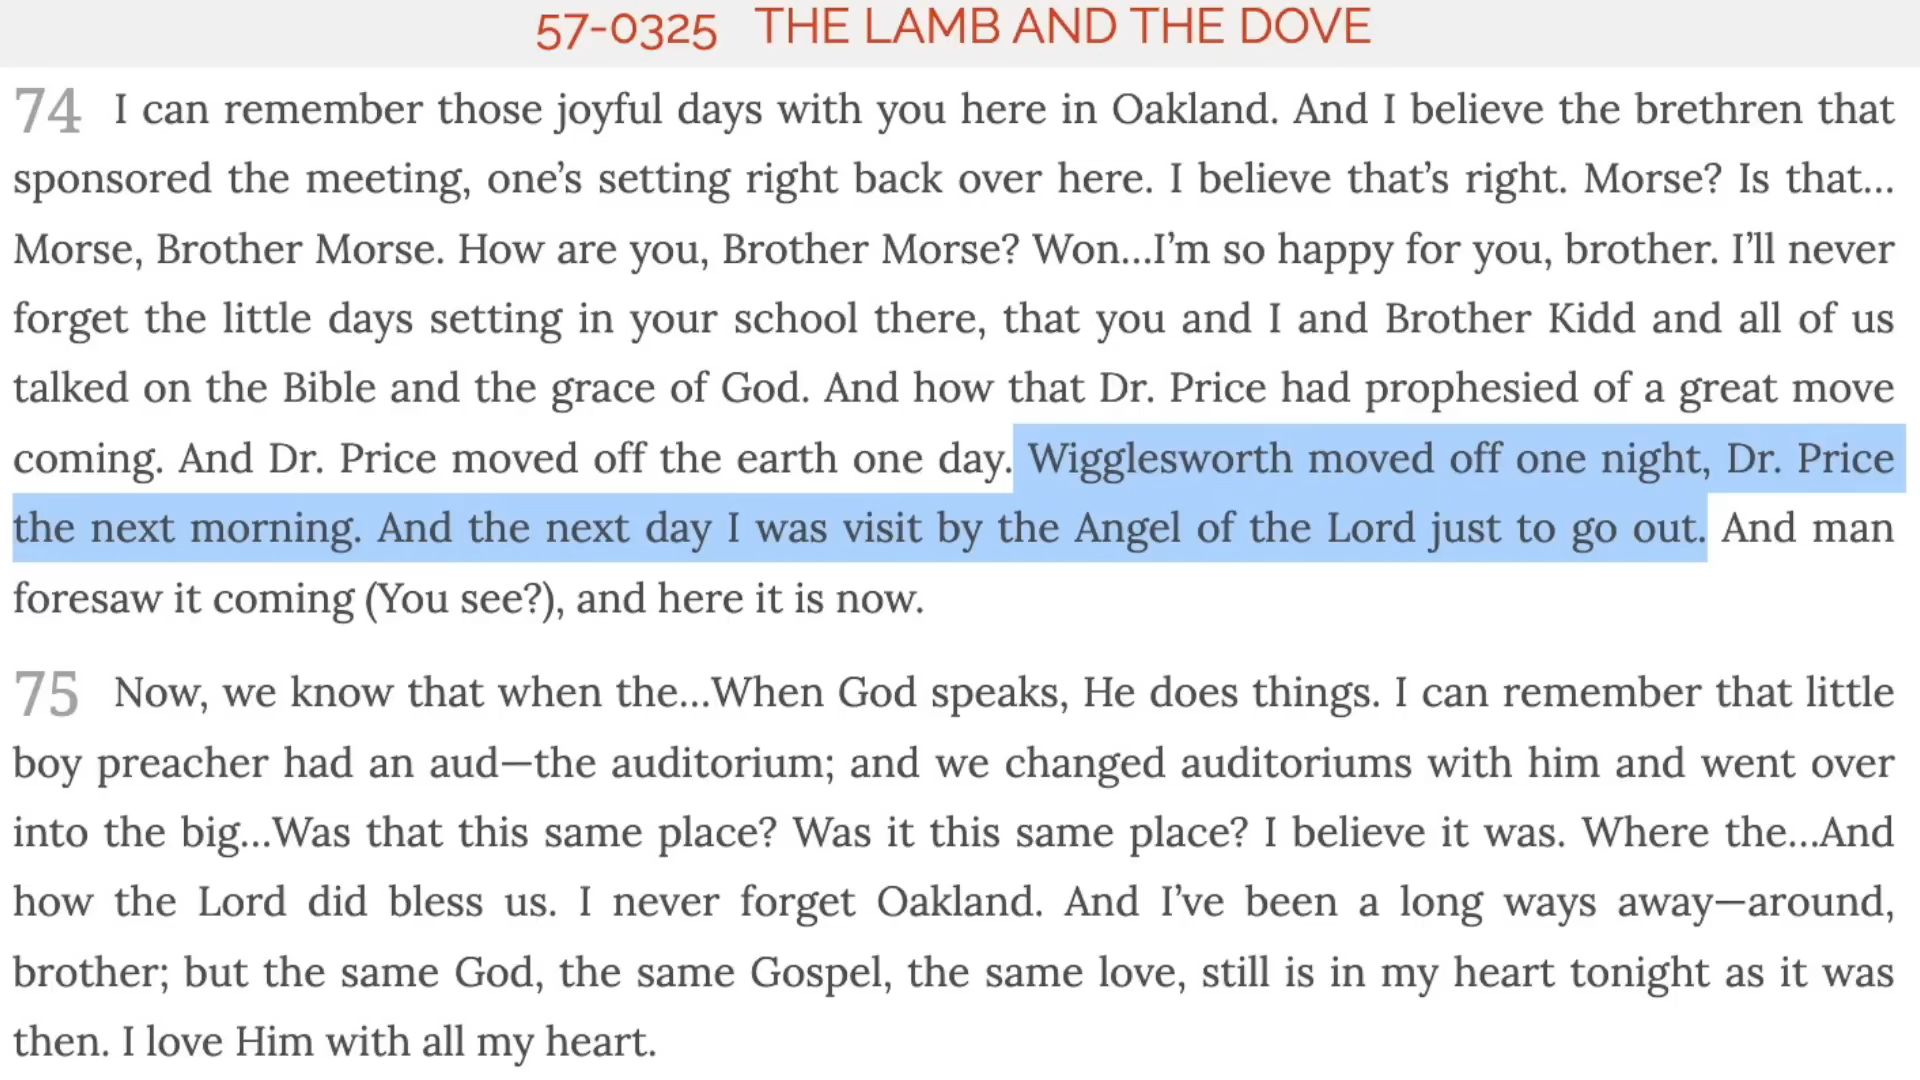 57-0325 THE LAMB AND THE DOVE
74 I can remember those joyful days with you here in Oakland. And I believe the brethren that
sponsored the meeting, one’s setting right back over here. I believe that’s right. Morse? Is that…
Morse, Brother Morse. How are you, Brother Morse? Won…I’m so happy for you, brother. I’ll never
forget the little days setting in your school there, that you and I and Brother Kidd and all of us
talked on the Bible and the grace of God. And how that Dr. Price had prophesied of a great move
coming. And Dr. Price moved off the earth one day. Wigglesworth moved off one night, Dr. Price
the next morning. And the next day I was visit by the Angel of the Lord just to go out. And man
foresaw it coming (You see?), and here it is now.
75 Now, we know that when the…When God speaks, He does things. I can remember that little
boy preacher had an aud—the auditorium; and we changed auditoriums with him and went over
into the big…Was that this same place? Was it this same place? I believe it was. Where the…And
how the Lord did bless us. I never forget Oakland. And I’ve been a long ways away—around,
brother; but the same God, the same Gospel, the same love, still is in my heart tonight as it was
then. I love Him with all my heart.